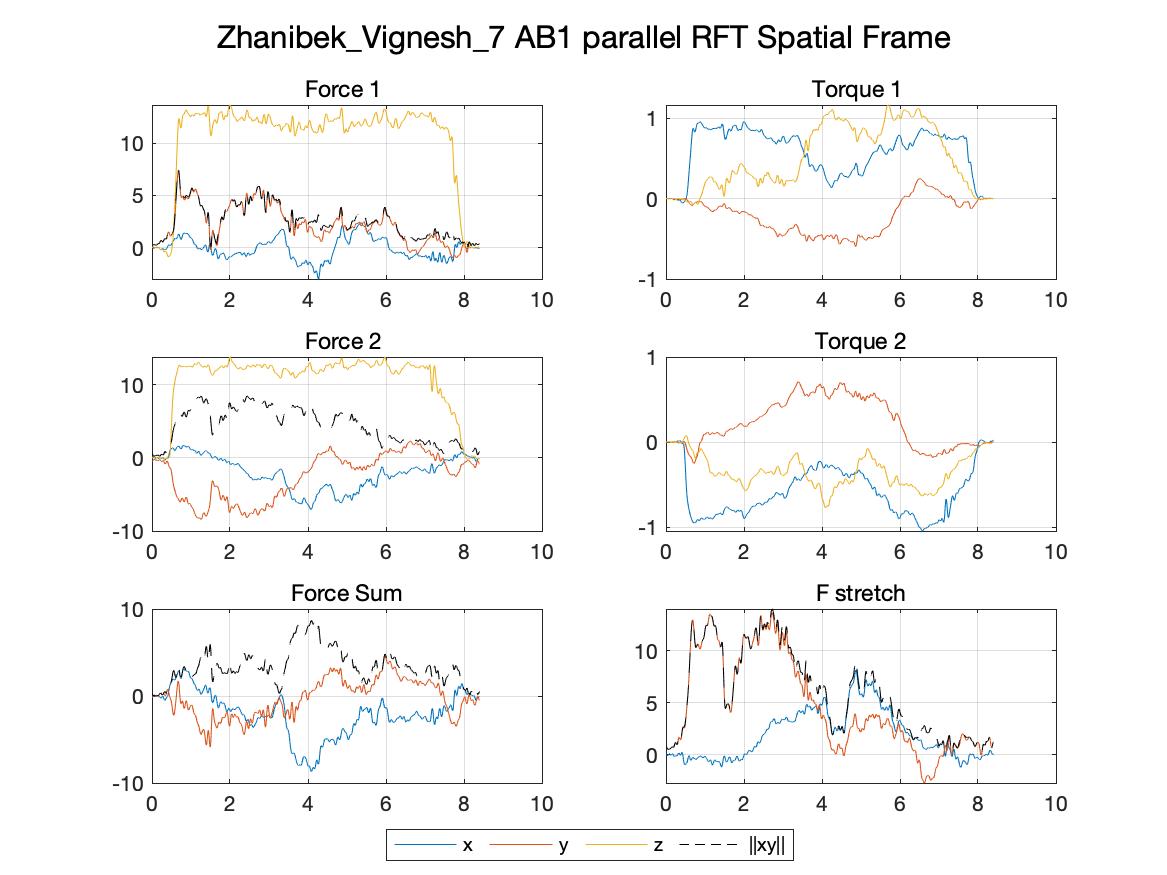 Zhanibek_Vignesh_7 AB1 parallel RFT Spatial Frame
Force 1
10
5
0
0 2 4 6 8 10
Torque 1
1
0
-1
0 2 4 6 8 10
Force 2
10
0
-10
0 2 4 6 8 10
Torque 2
1
0
-1
0 2 4 6 8 10
Force Sum
10
0
-10
0 2 4 6 8 10
F stretch
10
5
0
0 2 4 6 8 10
x y z ||xy||